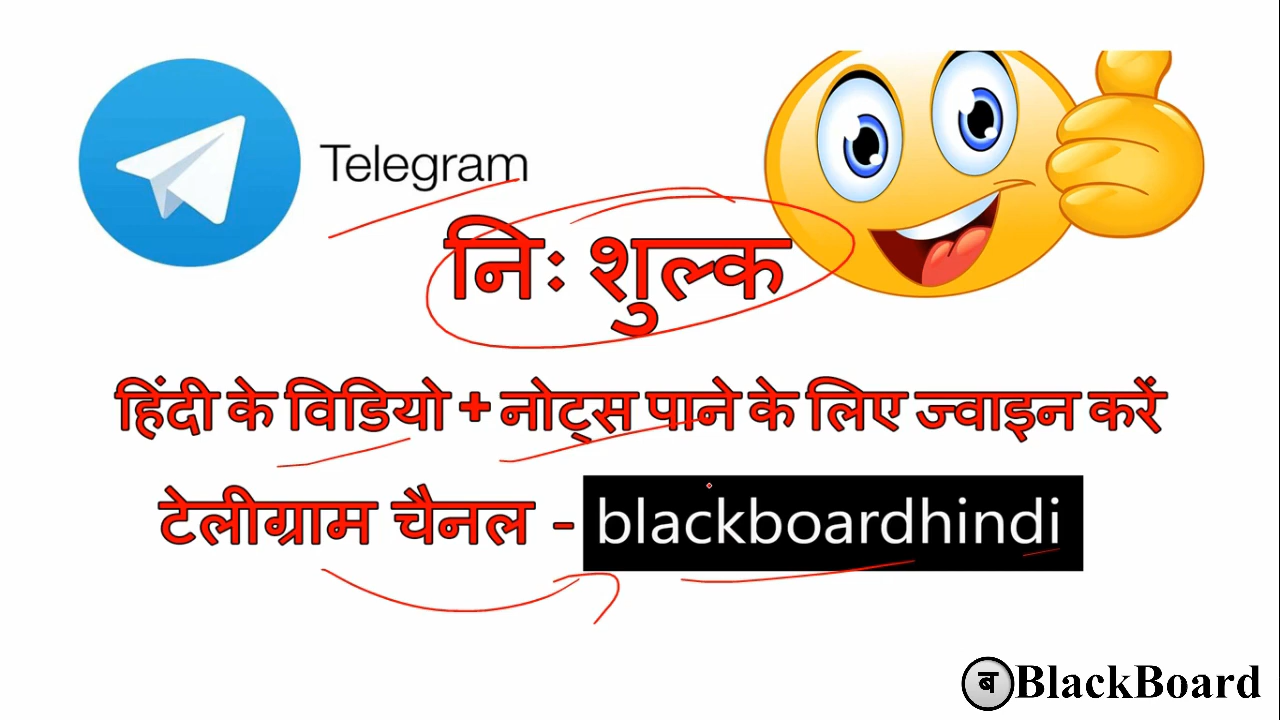 Telegram
निः शुल्क
हिंदी के विडियो + नोट्स पाने के लिए ज्वाइन करें
टेलीग्राम चैनल - blackboardhindi
ब BlackBoard